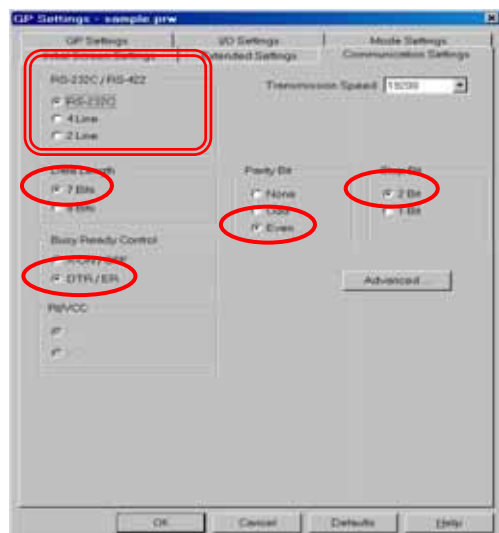 GP Settings - sample.prw
GP Settings
I/O Settings
Mode Settings
Extended Settings
Communication Settings
RS-232C / RS-422
RS-232C
4 Line
2 Line
Transmission Speed 19200
Data Length
7 Bits
8 Bits
Parity Bit
None
Odd
Even
Stop Bit
2 Bit
1 Bit
Busy Ready Control
DTR / ER
Advanced ...
RI/VCC
OK
Cancel
Defaults
Help